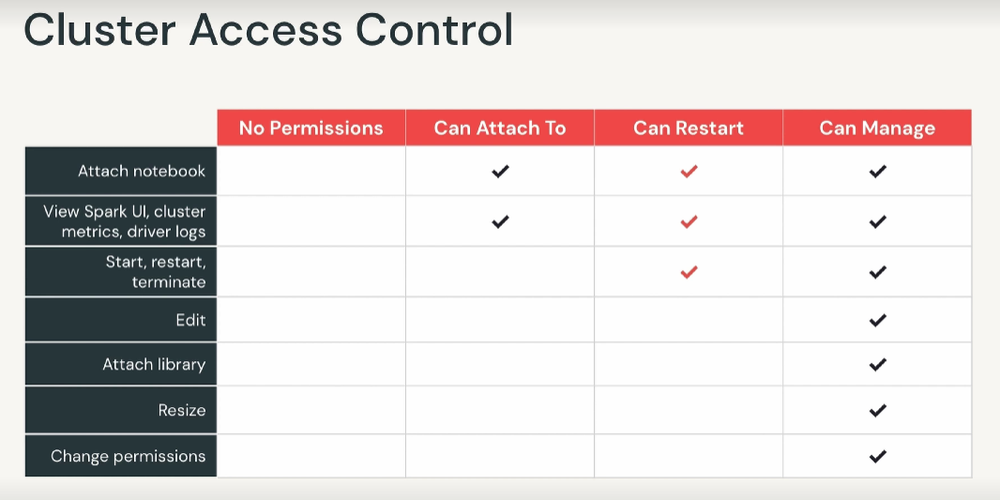 Cluster Access Control
No Permissions Can Attach To Can Restart Can Manage
Attach notebook ✓ ✓ ✓
View Spark UI, cluster
metrics, driver logs ✓ ✓ ✓
Start, restart,
terminate ✓ ✓
Edit ✓
Attach library ✓
Resize ✓
Change permissions ✓